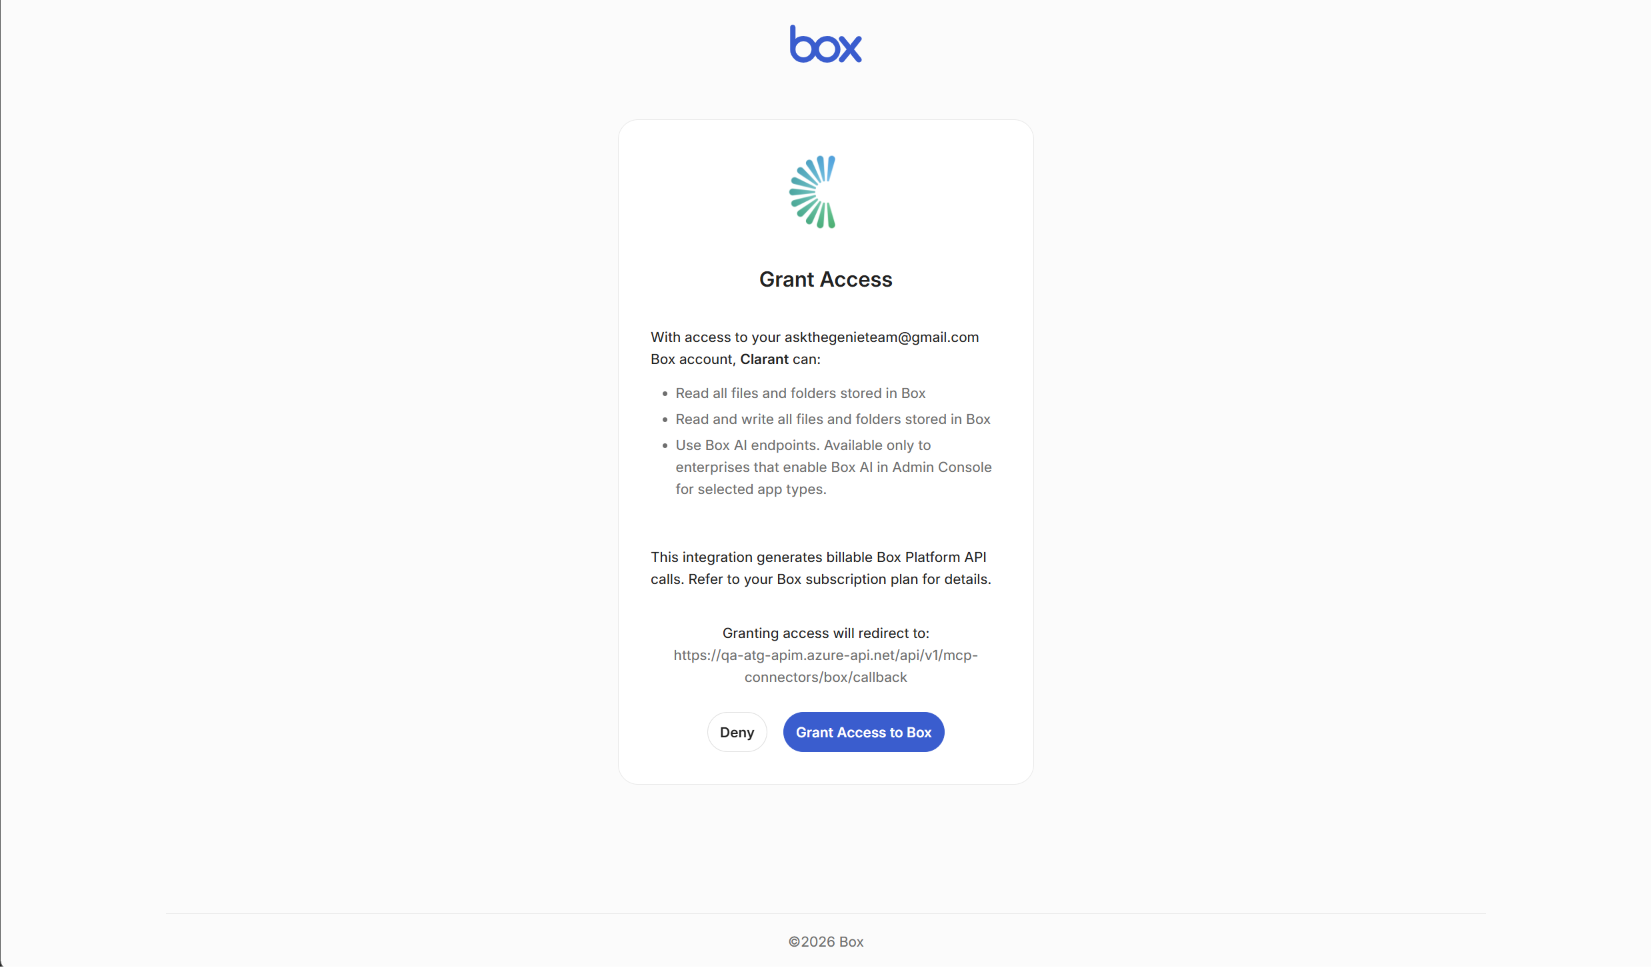 box
Grant Access
With access to your askthegenieteam@gmail.com
Box account, Clarant can:
• Read all files and folders stored in Box
• Read and write all files and folders stored in Box
• Use Box AI endpoints. Available only to
enterprises that enable Box AI in Admin Console
for selected app types.
This integration generates billable Box Platform API
calls. Refer to your Box subscription plan for details.
Granting access will redirect to:
https://qa-atg-apim.azure-api.net/api/v1/mcp-
connectors/box/callback
Deny
Grant Access to Box
©2026 Box